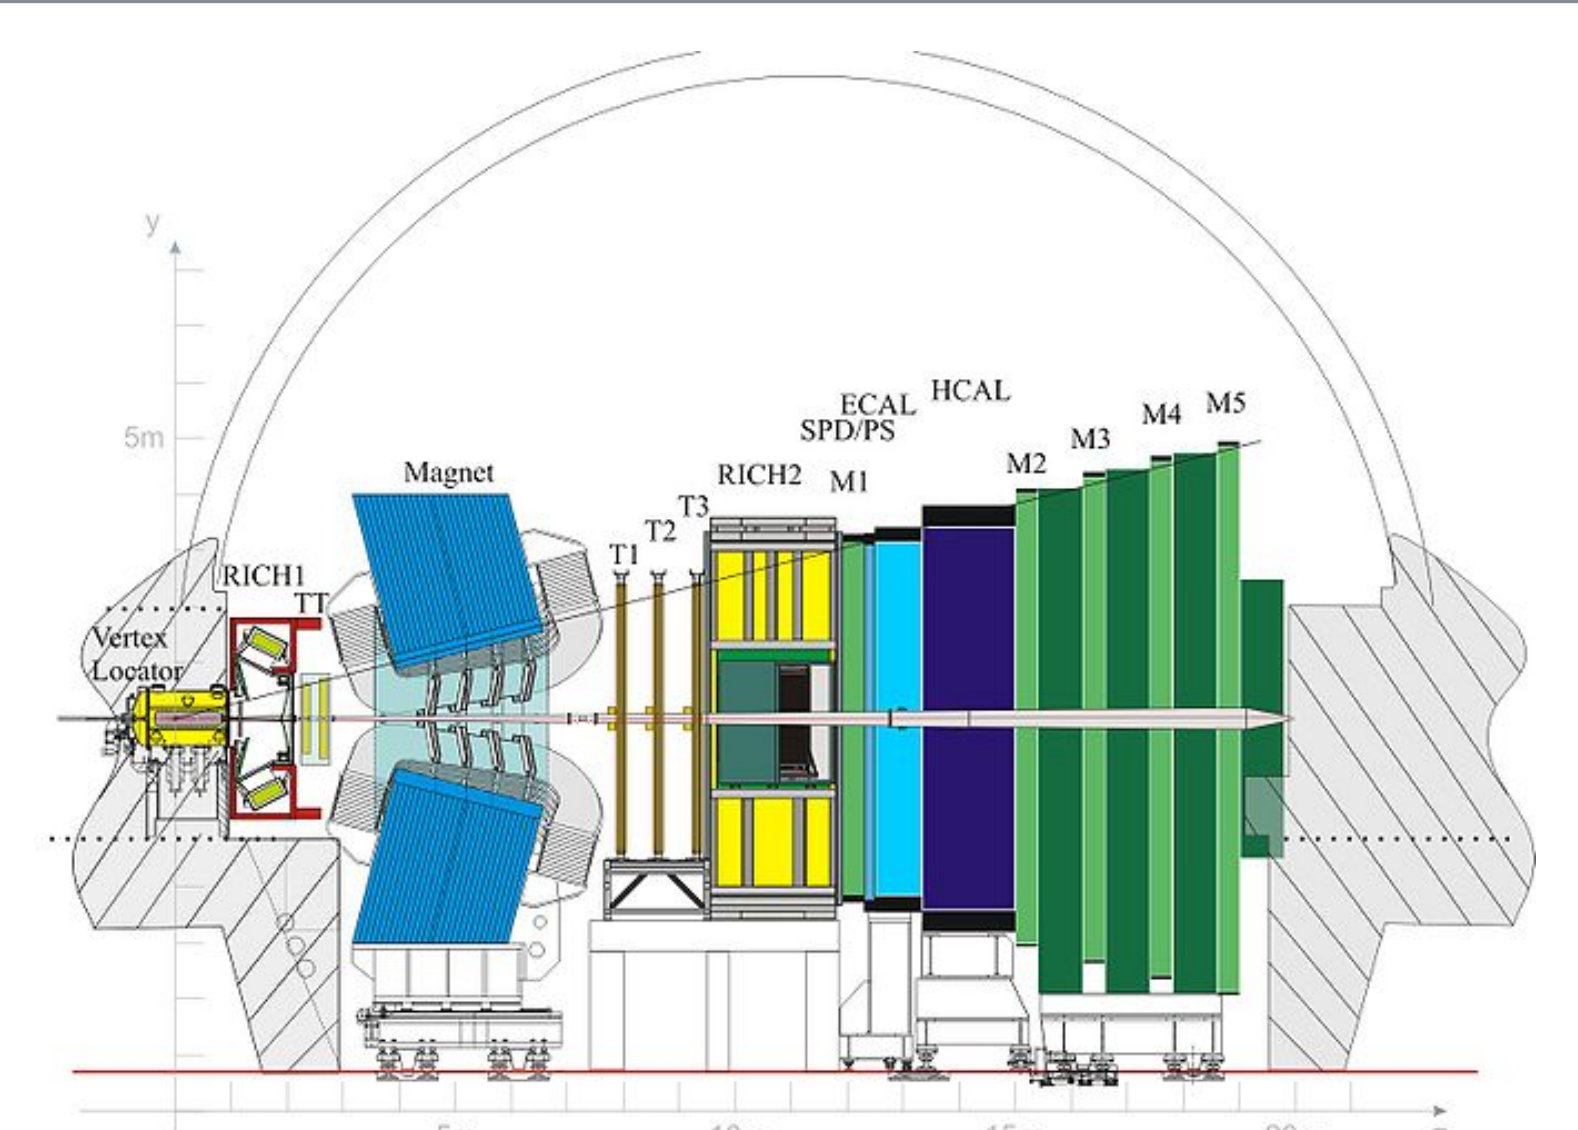 y
HCAL
ECAL
M5
M4
SPD/PS
5m
M3
M2
Magnet
RICH2
M1
T3
T2
T1
RICH1
TT
Vertex
Locator